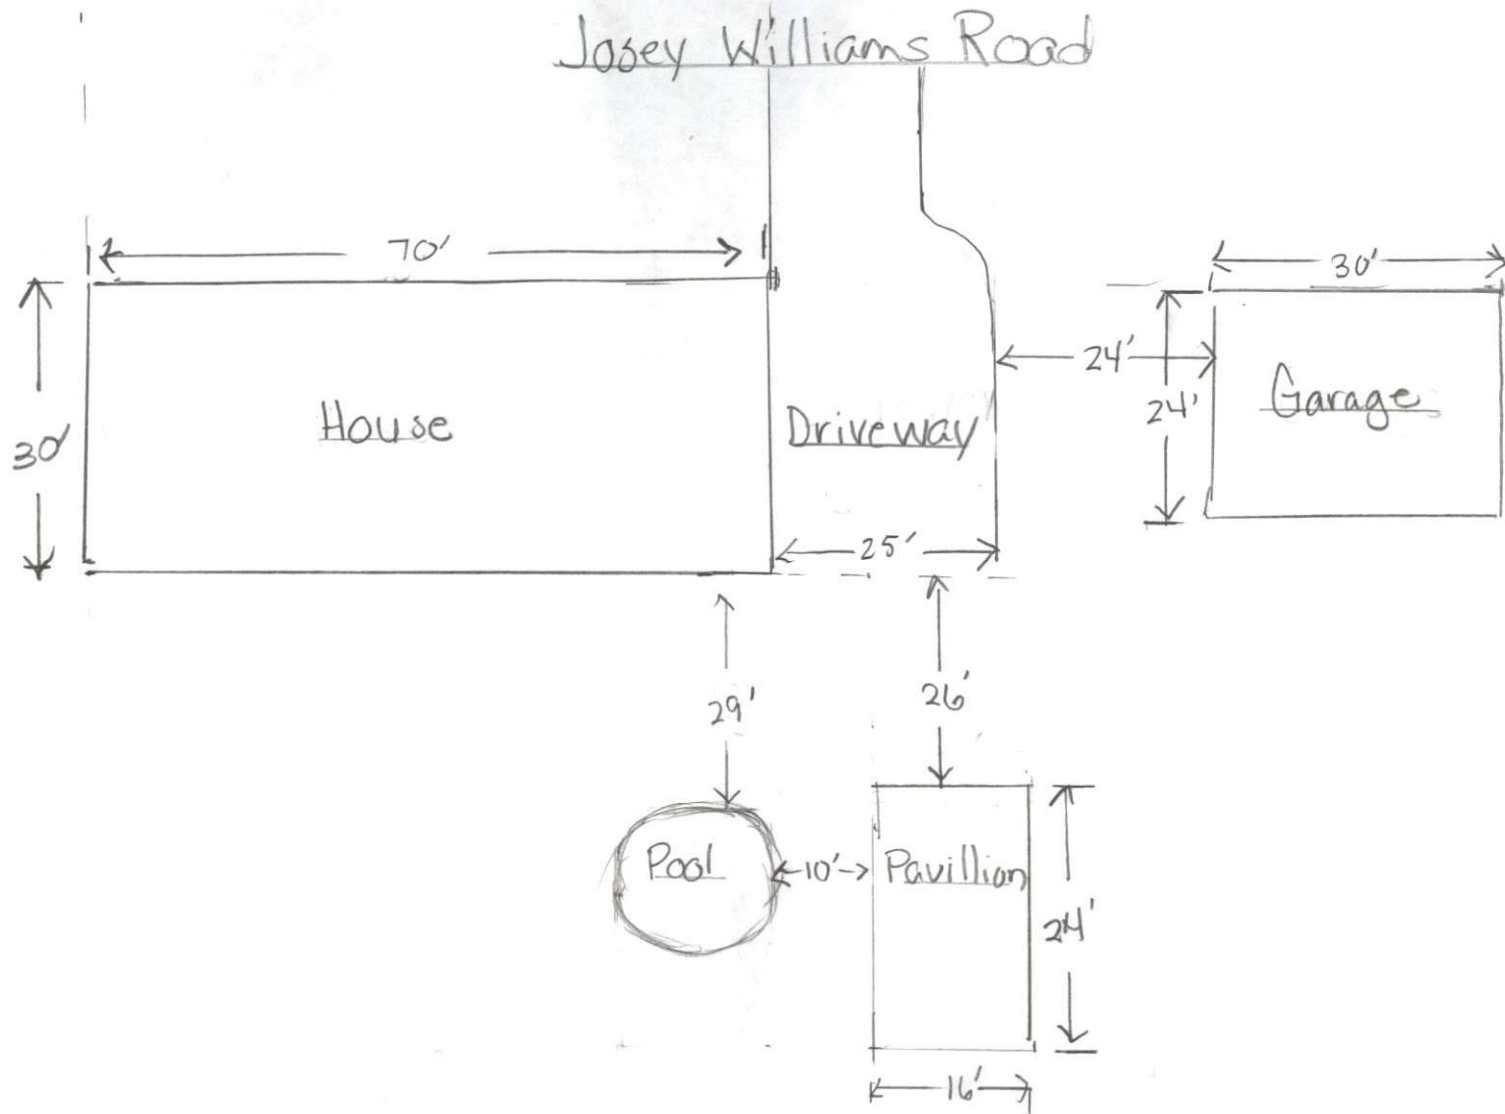 Josey Williams Road
70'
30'
30'
House
Driveway
24'
24'
Garage
25'
29'
26'
Pool
10'
Pavillion
24'
16'